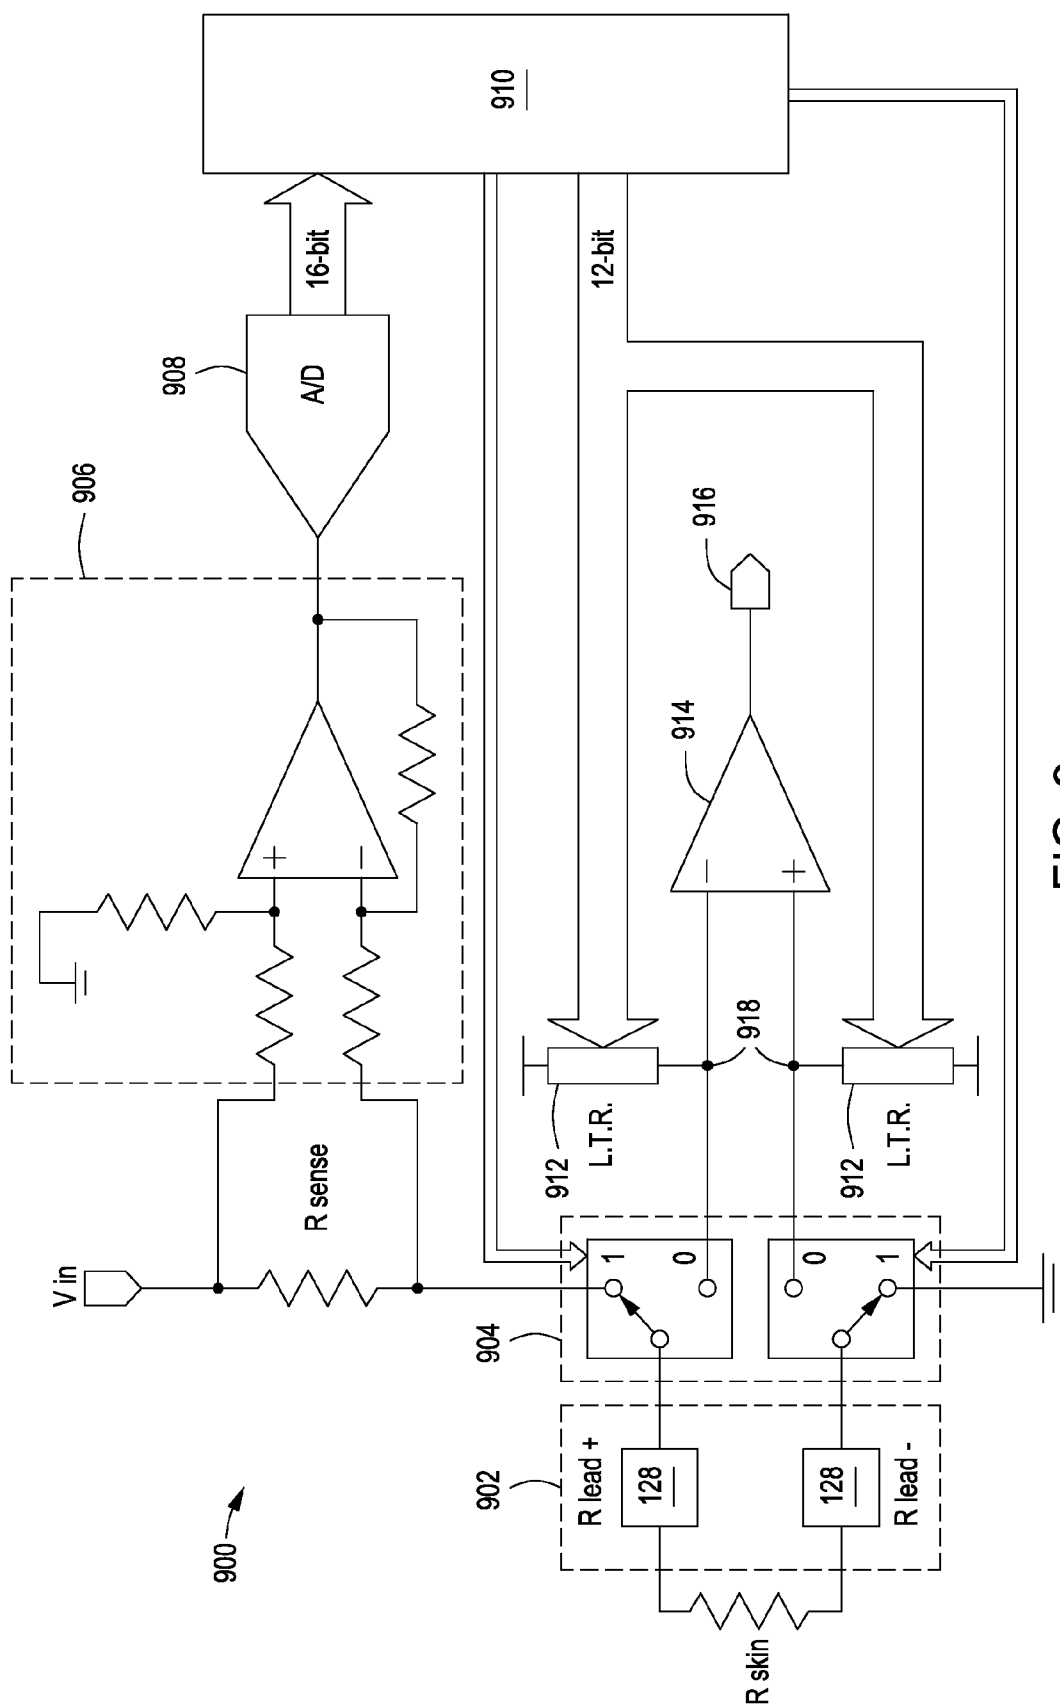 V in
906
908
900
R sense
+
−
A/D
16-bit
910
902
904
912
L.T.R.
12-bit
R lead +
128
1
0
914
916
−
+
R skin
918
0
1
128
R lead -
912
L.T.R.
FIG.